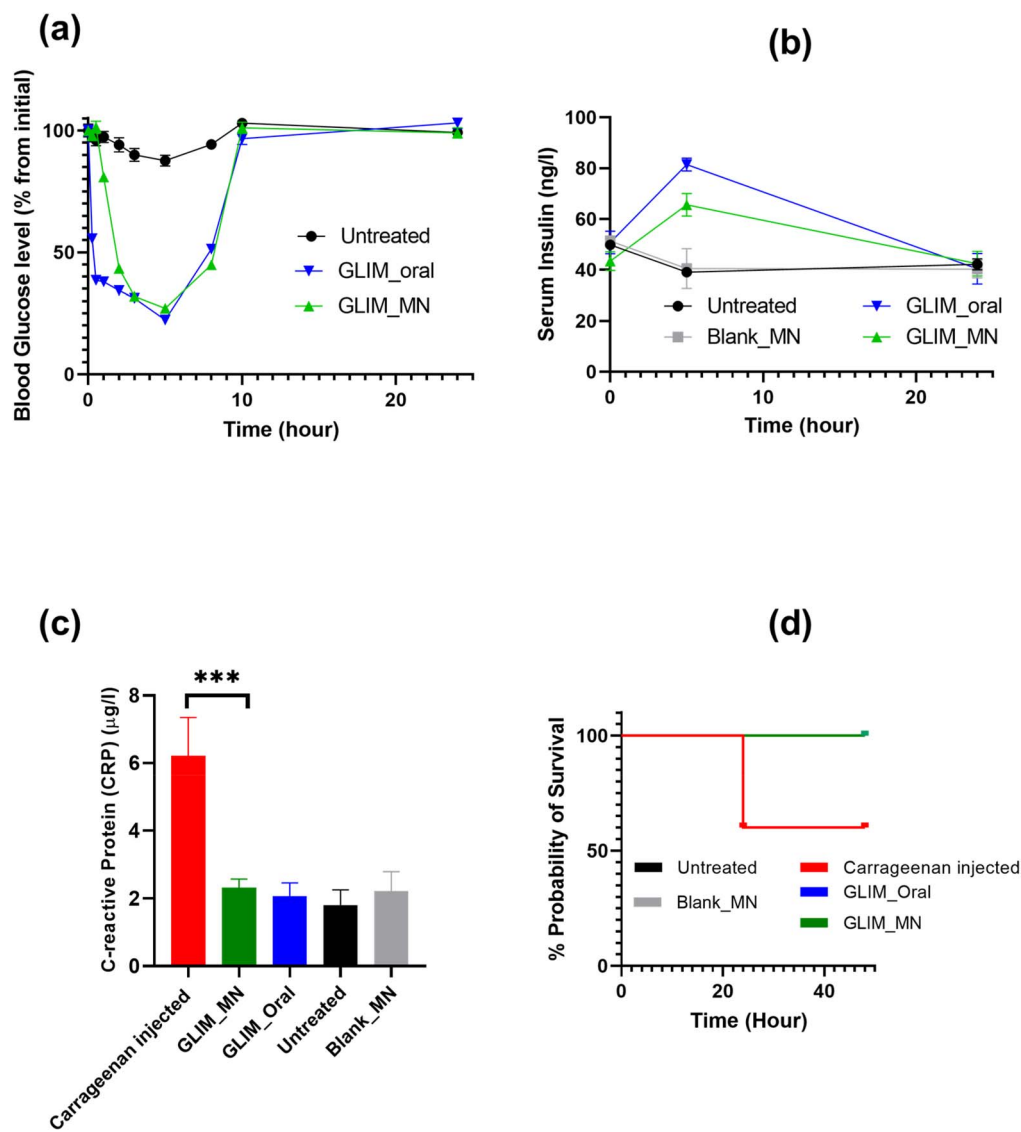 (a)
Blood Glucose level (% from initial)
100
50
0
0
10
20
Time (hour)
Untreated
GLIM_oral
GLIM_MN
(b)
Serum Insulin (ng/l)
100
80
60
40
20
0
0
10
20
Time (hour)
Untreated
Blank_MN
GLIM_oral
GLIM_MN
(c)
C-reactive Protein (CRP) (μg/l)
8
6
4
2
0
***
Carrageenan injected
GLIM_MN
GLIM_Oral
Untreated
Blank_MN
(d)
% Probability of Survival
100
50
0
0
20
40
Time (Hour)
Untreated
Blank_MN
Carrageenan injected
GLIM_Oral
GLIM_MN